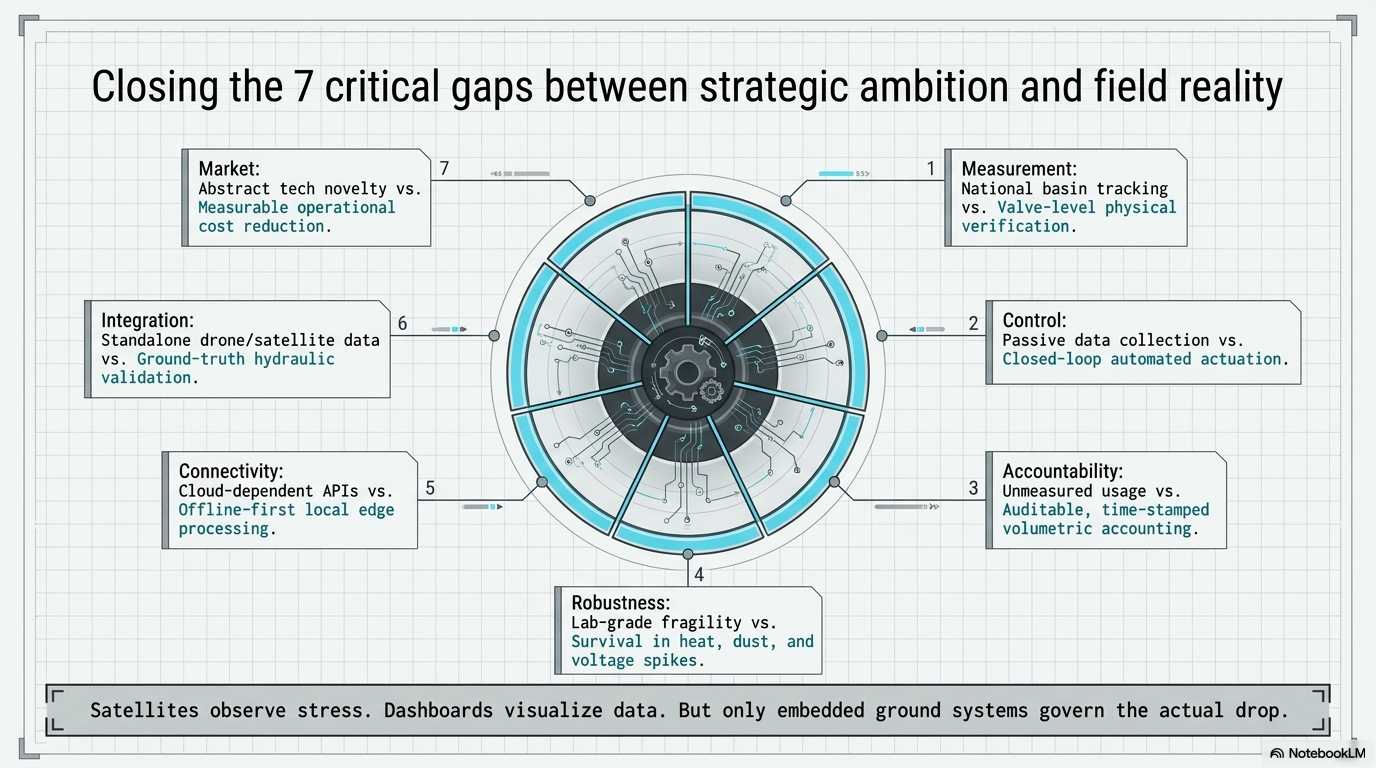 Closing the 7 critical gaps between strategic ambition and field reality
7
Market:
Abstract tech novelty vs.
Measurable operational
cost reduction.
1
Measurement:
National basin tracking
vs. Valve-level physical
verification.
6
Integration:
Standalone drone/satellite data
vs. Ground-truth hydraulic
validation.
2
Control:
Passive data collection vs.
Closed-loop automated actuation.
5
Connectivity:
Cloud-dependent APIs vs.
Offline-first local edge
processing.
3
Accountability:
Unmeasured usage vs.
Auditable, time-stamped
volumetric accounting.
4
Robustness:
Lab-grade fragility vs.
Survival in heat, dust, and
voltage spikes.
Satellites observe stress. Dashboards visualize data. But only embedded ground systems govern the actual drop.
NotebookLM